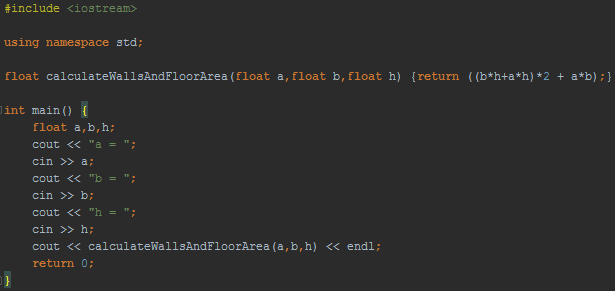 #include <iostream>
using namespace std;
float calculateWallsAndFloorArea(float a,float b,float h) {return ((b*h+a*h)*2 + a*b);}
int main() {
float a,b,h;
cout << "a = ";
cin >> a;
cout << "b = ";
cin >> b;
cout << "h = ";
cin >> h;
cout << calculateWallsAndFloorArea(a,b,h) << endl;
return 0;
}